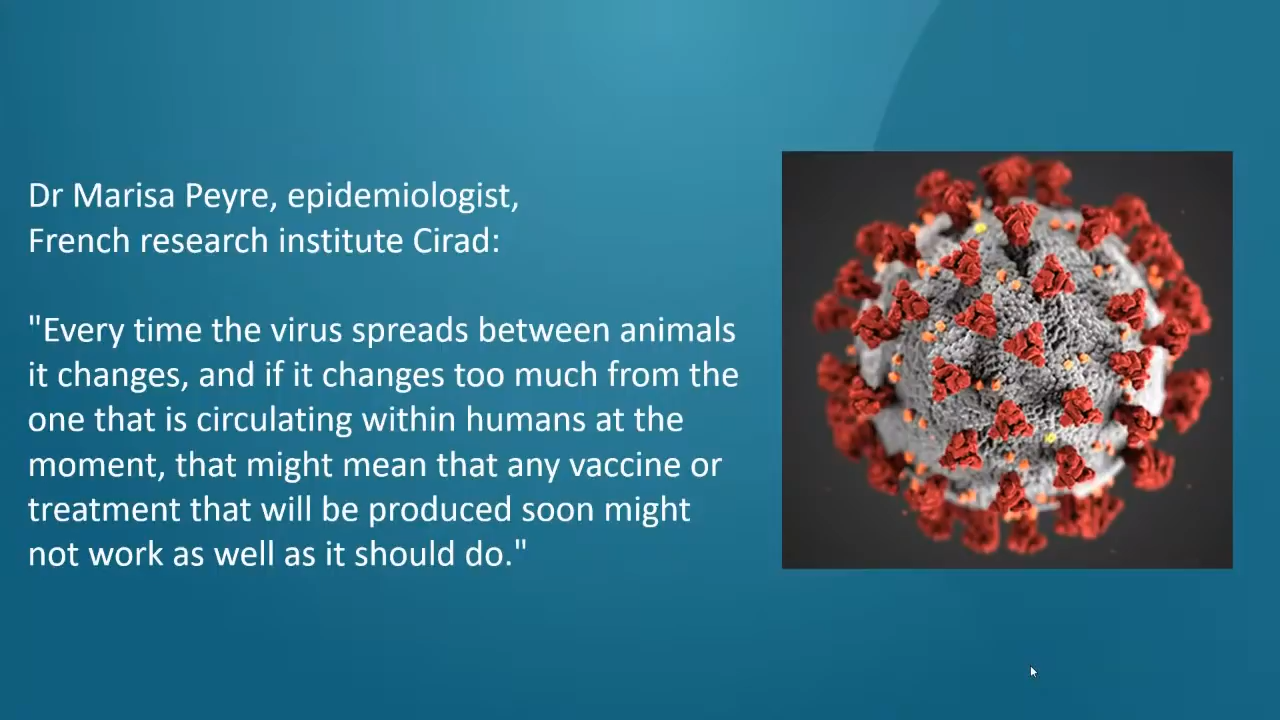 Dr Marisa Peyre, epidemiologist,
French research institute Cirad:
"Every time the virus spreads between animals
it changes, and if it changes too much from the
one that is circulating within humans at the
moment, that might mean that any vaccine or
treatment that will be produced soon might
not work as well as it should do."